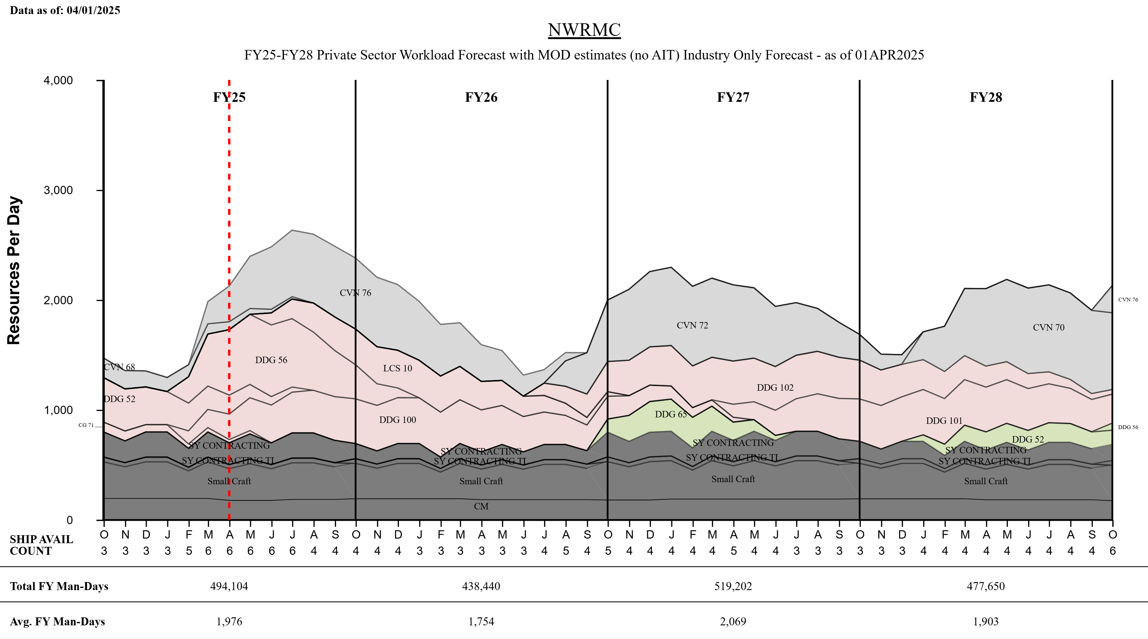 Data as of: 04/01/2025
NWRMC
FY25-FY28 Private Sector Workload Forecast with MOD estimates (no AIT) Industry Only Forecast - as of 01APR2025
Resources Per Day
4,000
3,000
2,000
1,000
0
FY25
FY26
FY27
FY28
CVN 68
DDG 52
CG 71
DDG 56
SY CONTRACTING
SY CONTRACTING TI
Small Craft
CVN 76
LCS 10
DDG 100
SY CONTRACTING
SY CONTRACTING TI
Small Craft
CM
CVN 72
DDG 102
DDG 65
SY CONTRACTING
SY CONTRACTING TI
Small Craft
CVN 76
CVN 70
DDG 101
DDG 52
SY CONTRACTING
SY CONTRACTING TI
Small Craft
O N D J F M A M J J A S O N D J F M A M J J A S O N D J F M A M J J A S O N D J F M A M J J A S O
SHIP AVAIL COUNT 3 3 3 3 5 6 6 6 6 6 4 4 4 4 4 4 3 3 4 4 3 4 5 4 5 4 4 4 4 5 4 5 4 3 3 3 3 3 3 4 4 4 4 4 4 4 4 4 6
Total FY Man-Days 494,104 438,440 519,202 477,650
Avg. FY Man-Days 1,976 1,754 2,069 1,903